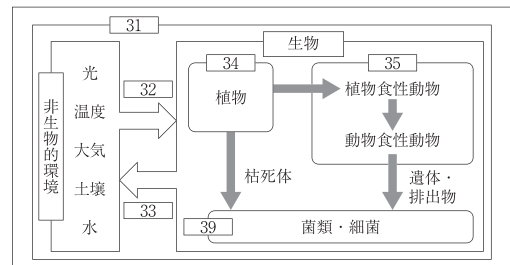 31
生物
非生物的環境
光
温度
大気
土壌
水
32
33
34
植物
35
植物食性動物
動物食性動物
枯死体
遺体・
排出物
39
菌類・細菌